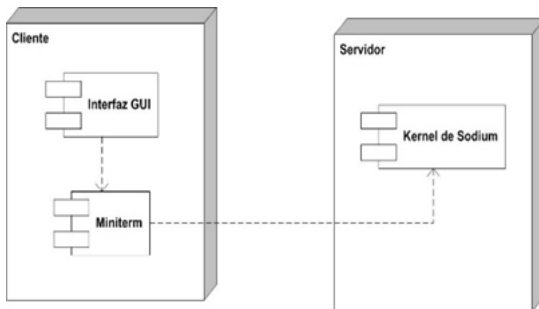 Cliente
Interfaz GUI
Miniterm
Servidor
Kernel de Sodium